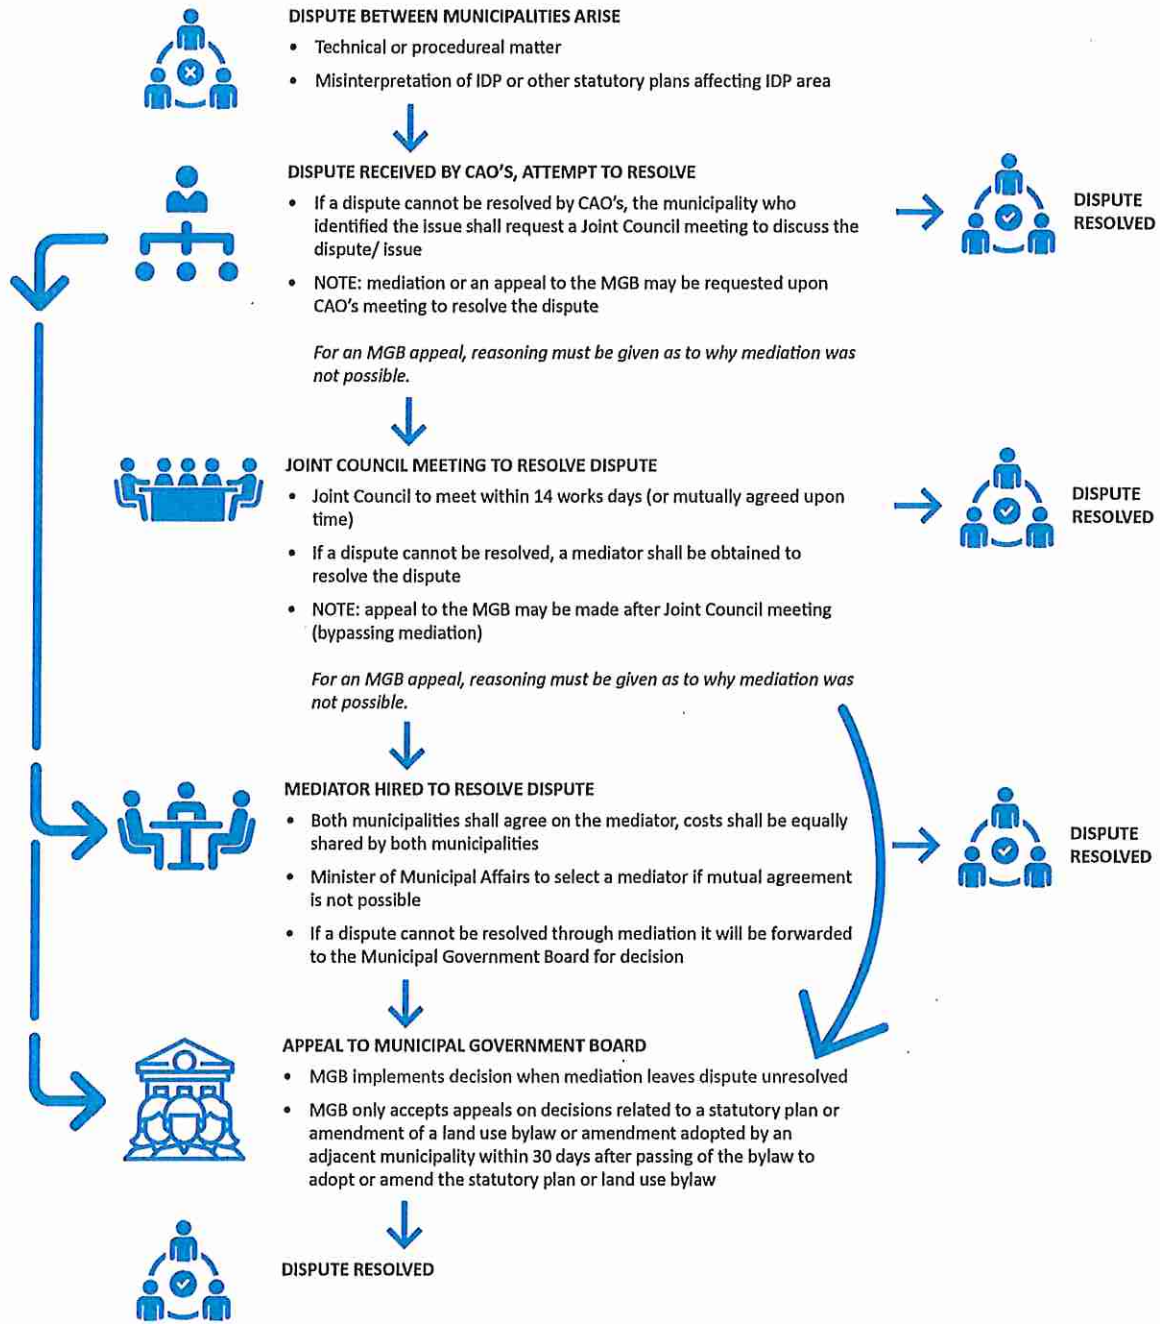 DISPUTE BETWEEN MUNICIPALITIES ARISE
• Technical or procedureal matter
• Misinterpretation of IDP or other statutory plans affecting IDP area
DISPUTE RECEIVED BY CAO'S, ATTEMPT TO RESOLVE
• If a dispute cannot be resolved by CAO's, the municipality who
identified the issue shall request a Joint Council meeting to discuss the
dispute/ issue
• NOTE: mediation or an appeal to the MGB may be requested upon
CAO's meeting to resolve the dispute
For an MGB appeal, reasoning must be given as to why mediation was
not possible.
DISPUTE
RESOLVED
JOINT COUNCIL MEETING TO RESOLVE DISPUTE
• Joint Council to meet within 14 works days (or mutually agreed upon
time)
• If a dispute cannot be resolved, a mediator shall be obtained to
resolve the dispute
• NOTE: appeal to the MGB may be made after Joint Council meeting
(bypassing mediation)
For an MGB appeal, reasoning must be given as to why mediation was
not possible.
DISPUTE
RESOLVED
MEDIATOR HIRED TO RESOLVE DISPUTE
• Both municipalities shall agree on the mediator, costs shall be equally
shared by both municipalities
• Minister of Municipal Affairs to select a mediator if mutual agreement
is not possible
• If a dispute cannot be resolved through mediation it will be forwarded
to the Municipal Government Board for decision
DISPUTE
RESOLVED
APPEAL TO MUNICIPAL GOVERNMENT BOARD
• MGB implements decision when mediation leaves dispute unresolved
• MGB only accepts appeals on decisions related to a statutory plan or
amendment of a land use bylaw or amendment adopted by an
adjacent municipality within 30 days after passing of the bylaw to
adopt or amend the statutory plan or land use bylaw
DISPUTE RESOLVED